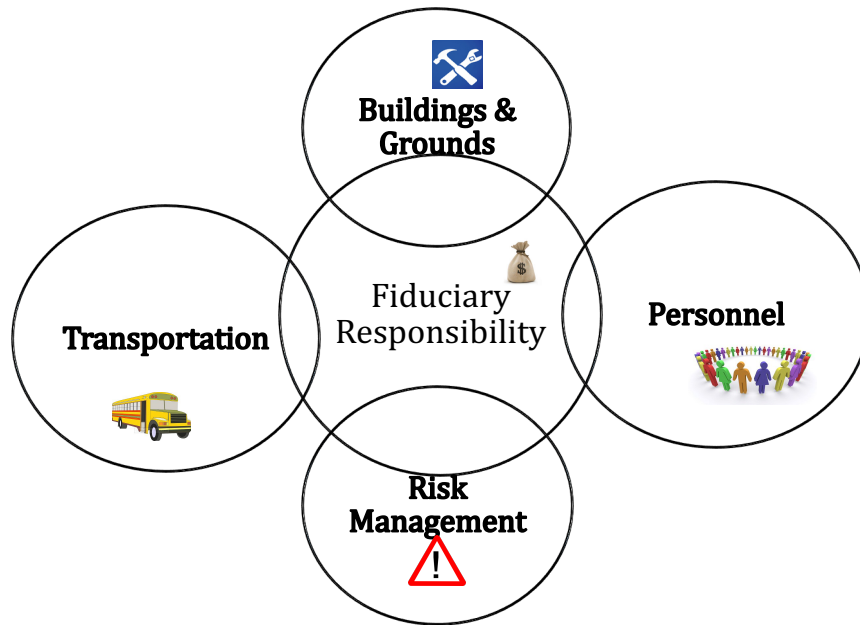 Buildings &
Grounds
Fiduciary
Responsibility
$
Transportation
Personnel
Risk
Management
!